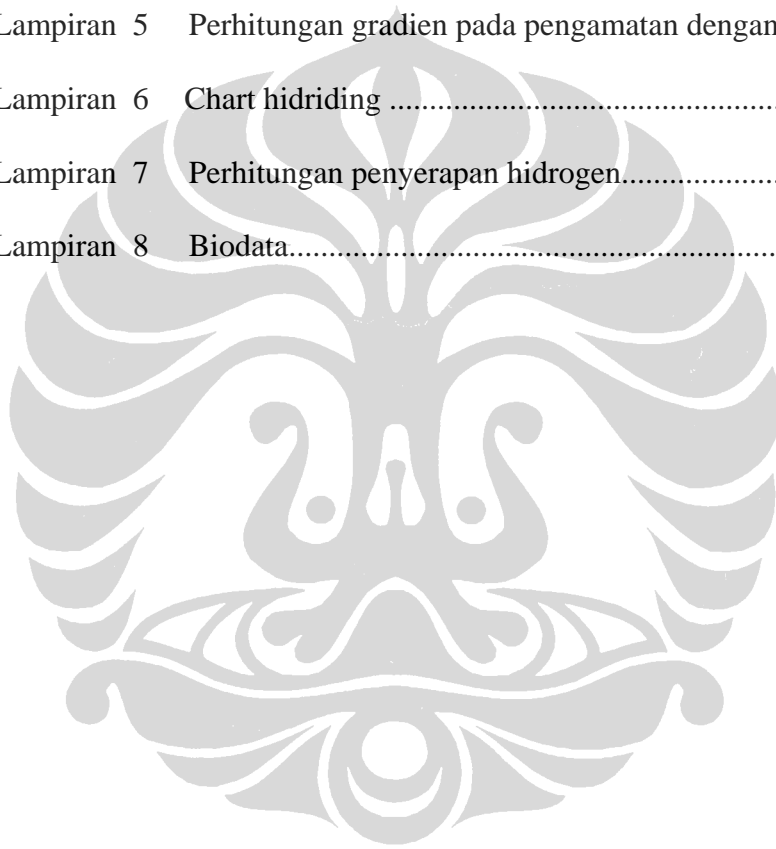 Lampiran 5 Perhitungan gradien pada pengamatan dengan
Lampiran 6 Chart hidriding ..........................................
Lampiran 7 Perhitungan penyerapan hidrogen....................
Lampiran 8 Biodata.................................................................